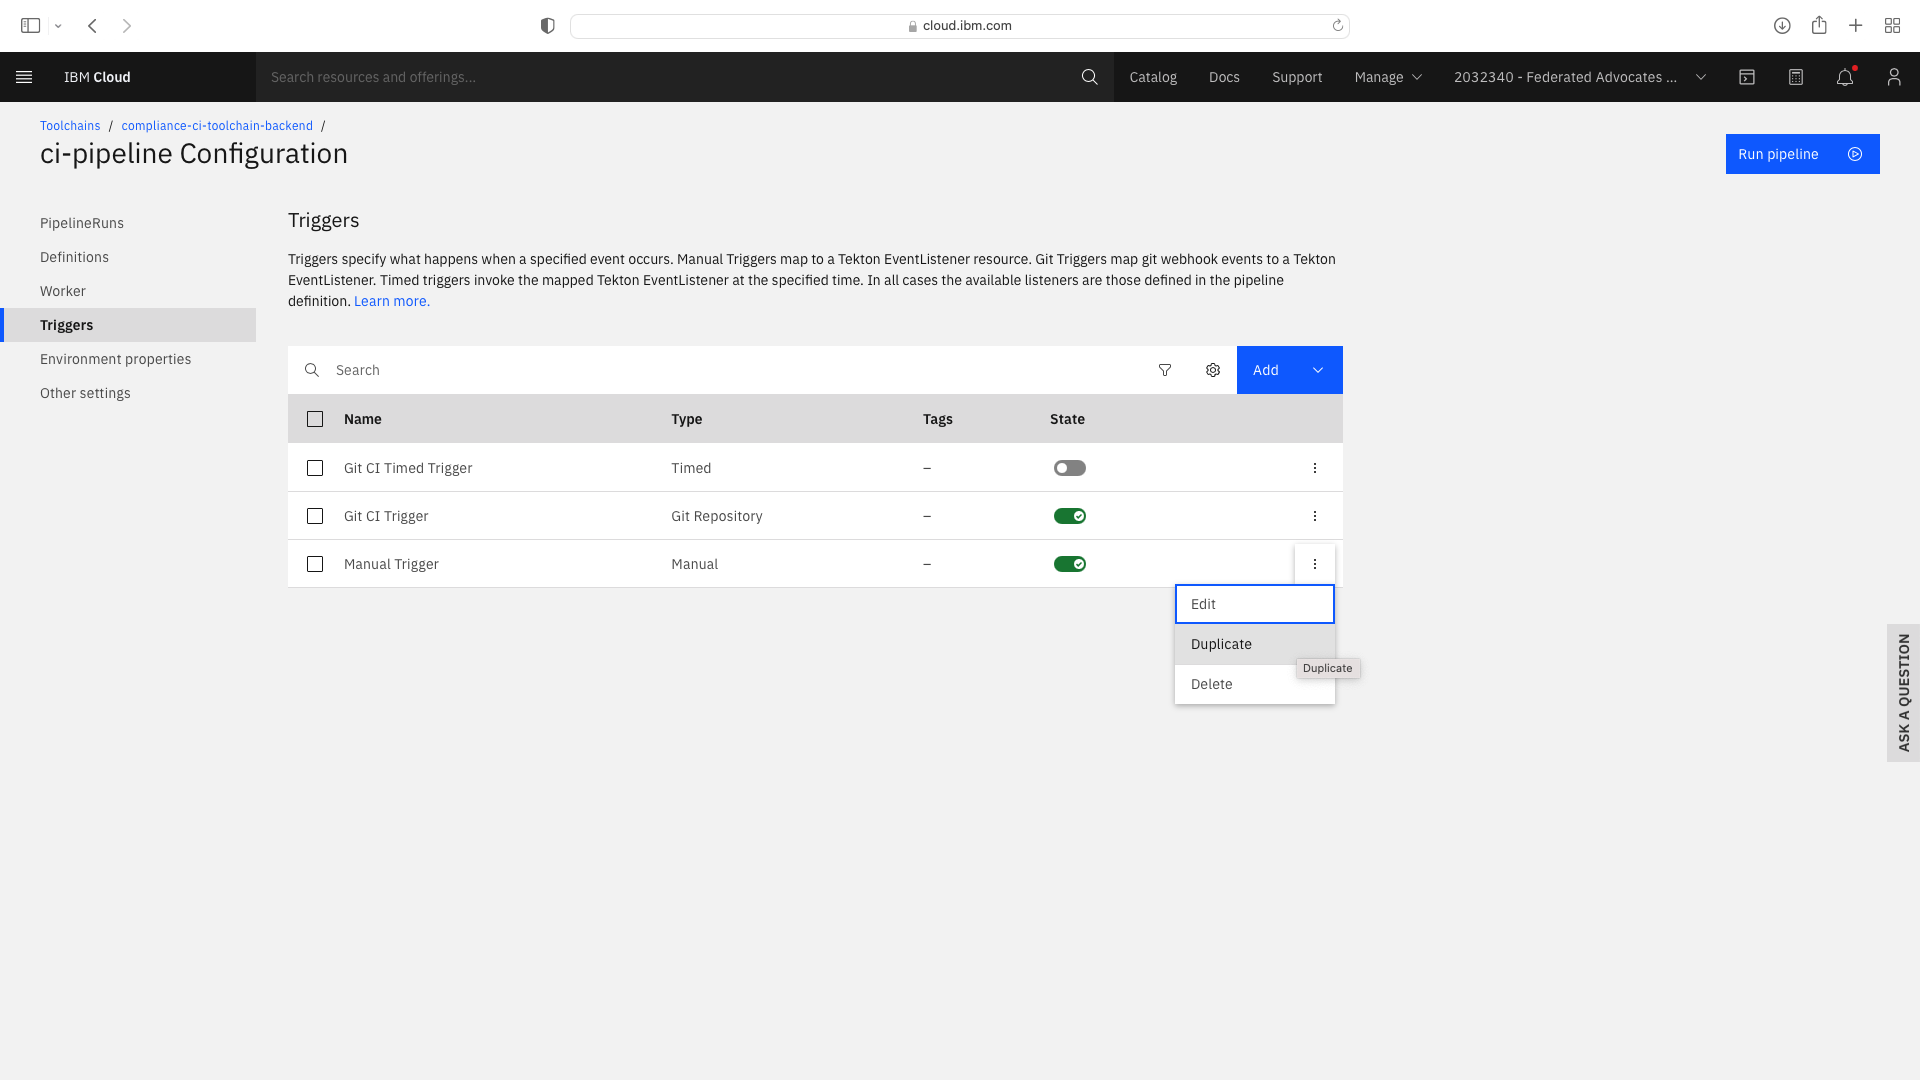 cloud.ibm.com
IBM Cloud
Search resources and offerings...
Catalog
Docs
Support
Manage
2032340 - Federated Advocates ...
Toolchains / compliance-ci-toolchain-backend /
ci-pipeline Configuration
Run pipeline
PipelineRuns
Definitions
Worker
Triggers
Environment properties
Other settings
Triggers
Triggers specify what happens when a specified event occurs. Manual Triggers map to a Tekton EventListener resource. Git Triggers map git webhook events to a Tekton
EventListener. Timed triggers invoke the mapped Tekton EventListener at the specified time. In all cases the available listeners are those defined in the pipeline
definition. Learn more.
Search
Add
Name Type Tags State
Git CI Timed Trigger Timed –
Git CI Trigger Git Repository –
Manual Trigger Manual –
Edit
Duplicate
Duplicate
Delete
ASK A QUESTION